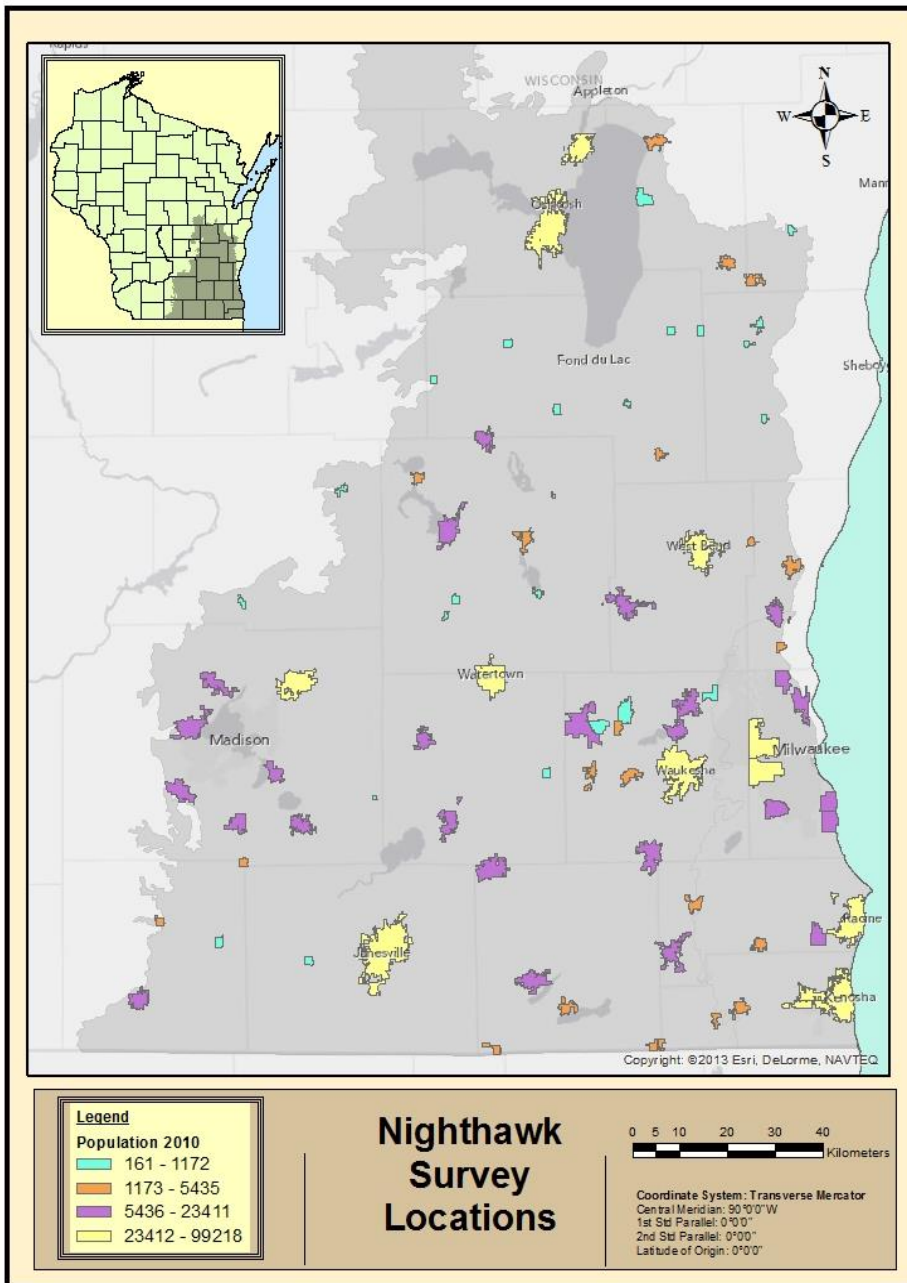 Rapids
WISCONSIN
Appleton
N
W
E
S
Oshkosh
Fond du Lac
West Bend
Watertown
Madison
Milwaukee
Waukesha
Racine
Janesville
Kenosha
Copyright: ©2013 Esri, DeLorme, NAVTEQ
Legend
Population 2010
161 - 1172
1173 - 5435
5436 - 23411
23412 - 99218
Nighthawk
Survey
Locations
0 5 10 20 30 40
Kilometers
Coordinate System: Transverse Mercator
Central Meridian: 90°0'0"W
1st Std Parallel: 0°0'0"
2nd Std Parallel: 0°0'0"
Latitude of Origin: 0°0'0"